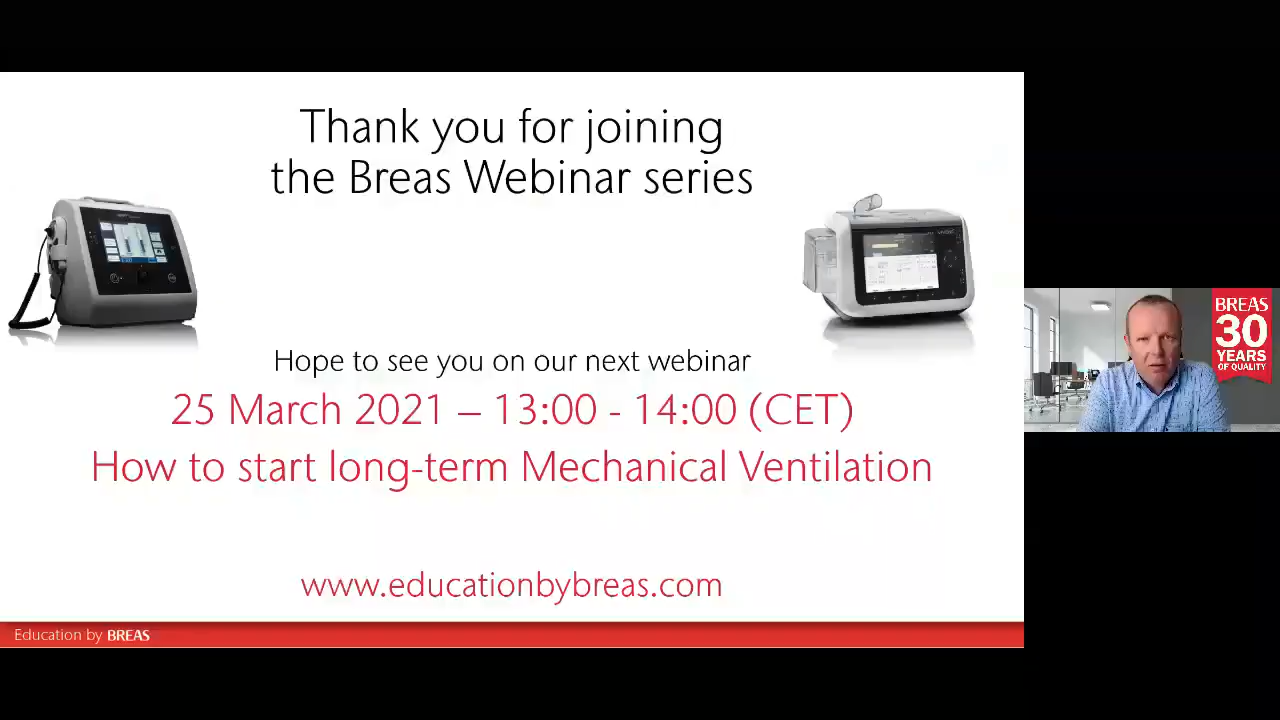 Thank you for joining
the Breas Webinar series
Hope to see you on our next webinar
25 March 2021 – 13:00 - 14:00 (CET)
How to start long-term Mechanical Ventilation
www.educationbybreas.com
Education by BREAS
BREAS
30
YEARS
OF QUALITY